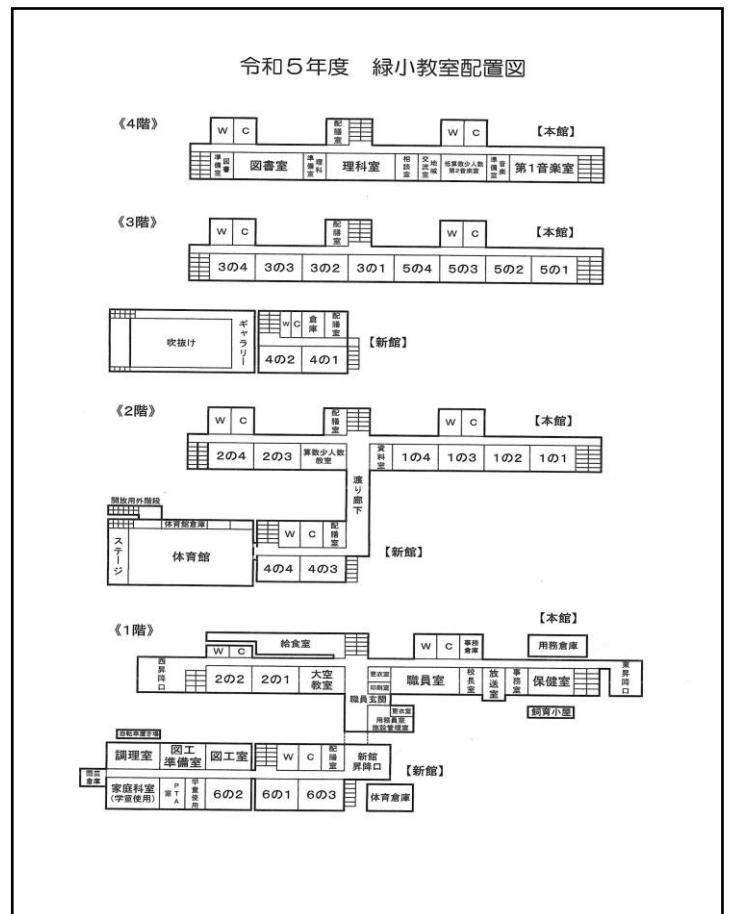 令和5年度　緑小教室配置図
《4階》
W C
配膳室
W C
【本館】
図書準備室
図書室
理科準備室
理科室
相談室
地域交流室
低算数少人数
第2音楽室
音楽準備室
第1音楽室
《3階》
W C
配膳室
W C
【本館】
3の4 3の3 3の2 3の1 5の4 5の3 5の2 5の1
吹抜け
ギャラリー
W C
倉庫
配膳室
【新館】
4の2 4の1
《2階》
W C
配膳室
W C
【本館】
2の4 2の3
算数少人数
教室
資料室
1の4 1の3 1の2 1の1
渡り廊下
開放用外階段
体育館倉庫
ステージ
体育館
W C
配膳室
【新館】
4の4 4の3
《1階》
【本館】
給食室
W C
W C
事務倉庫
用務倉庫
西昇降口
2の2 2の1
大空
教室
更衣室
印刷室
職員室
校長室
放送室
事務室
保健室
東昇降口
職員玄関
更衣室
用務員室
施設管理室
飼育小屋
自転車置き場
調理室
図工
準備室
図工室
W C
配膳室
新館
昇降口
【新館】
倉庫
家庭科室
(学童使用)
PTA室
学童使用
6の2 6の1 6の3
体育倉庫